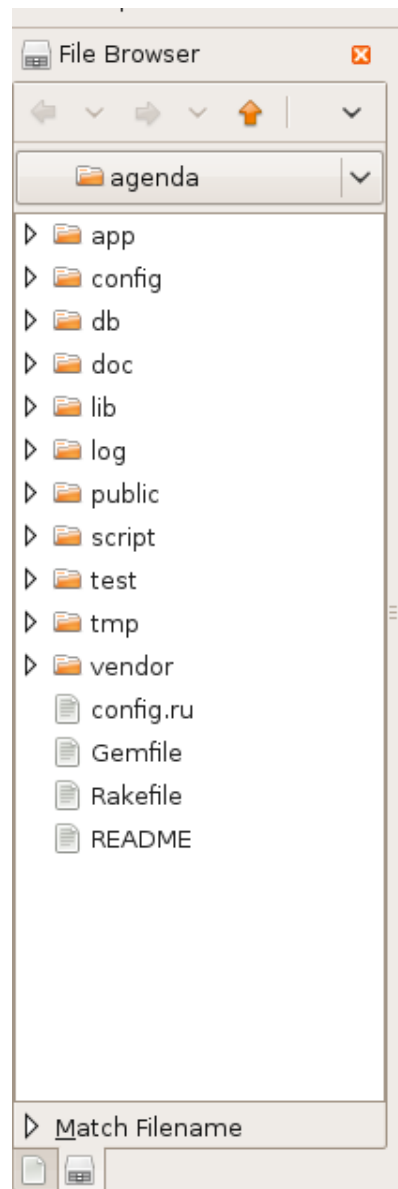 File Browser
agenda
app
config
db
doc
lib
log
public
script
test
tmp
vendor
config.ru
Gemfile
Rakefile
README
Match Filename